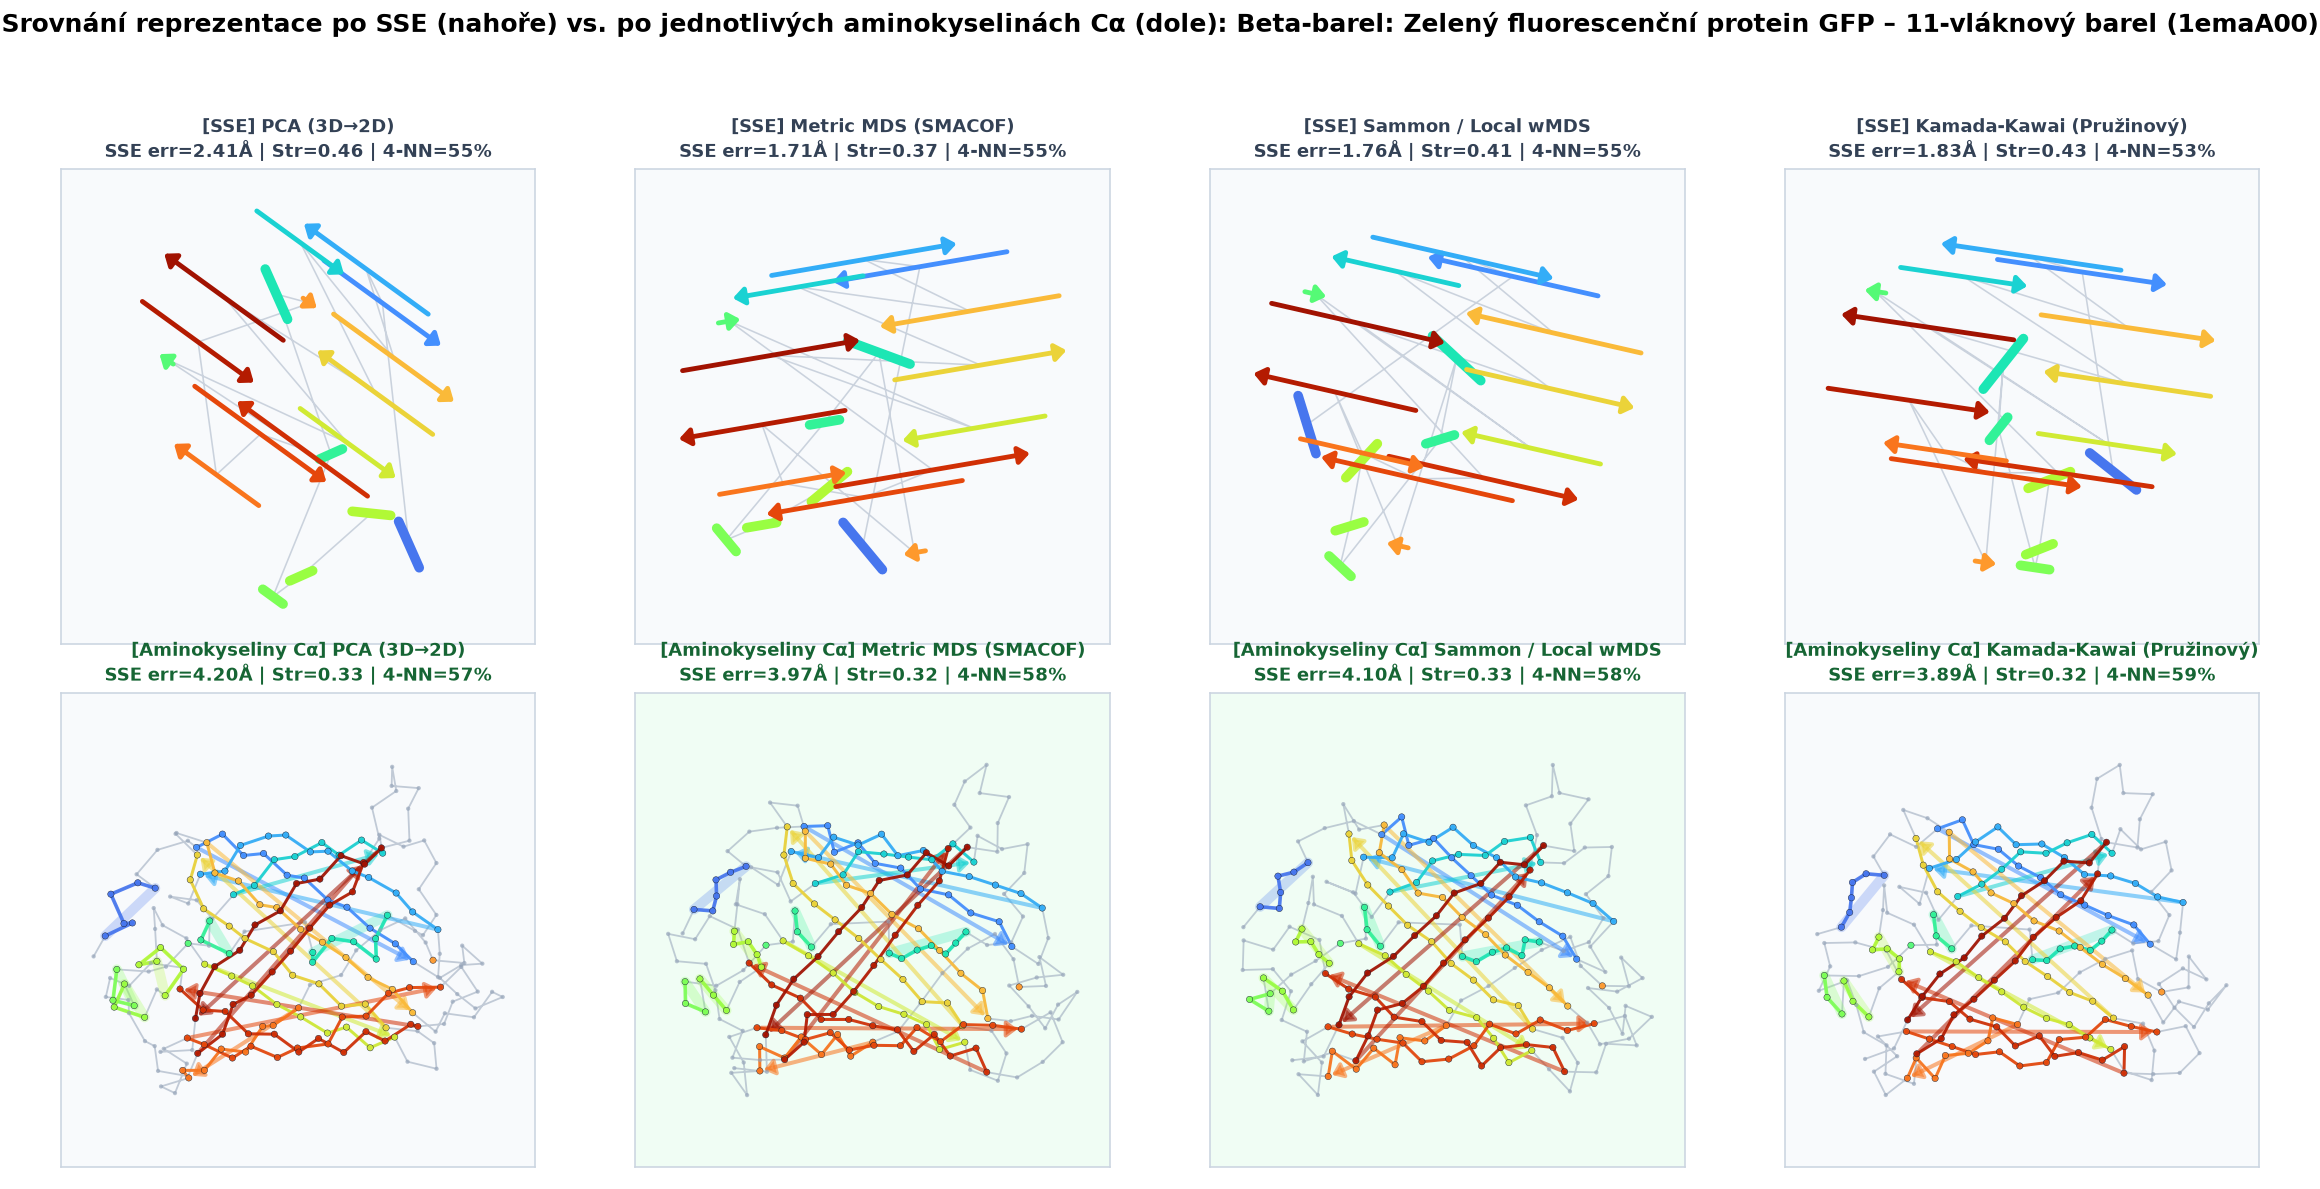 Srovnání reprezentace po SSE (nahoře) vs. po jednotlivých aminokyselinách Cα (dole): Beta-barel: Zelený fluorescenční protein GFP – 11-vláknový barel (1emaA00)
[SSE] PCA (3D→2D)
SSE err=2.41Å | Str=0.46 | 4-NN=55%
[SSE] Metric MDS (SMACOF)
SSE err=1.71Å | Str=0.37 | 4-NN=55%
[SSE] Sammon / Local wMDS
SSE err=1.76Å | Str=0.41 | 4-NN=55%
[SSE] Kamada-Kawai (Pružinový)
SSE err=1.83Å | Str=0.43 | 4-NN=53%
[Aminokyseliny Cα] PCA (3D→2D)
SSE err=4.20Å | Str=0.33 | 4-NN=57%
[Aminokyseliny Cα] Metric MDS (SMACOF)
SSE err=3.97Å | Str=0.32 | 4-NN=58%
[Aminokyseliny Cα] Sammon / Local wMDS
SSE err=4.10Å | Str=0.33 | 4-NN=58%
[Aminokyseliny Cα] Kamada-Kawai (Pružinový)
SSE err=3.89Å | Str=0.32 | 4-NN=59%